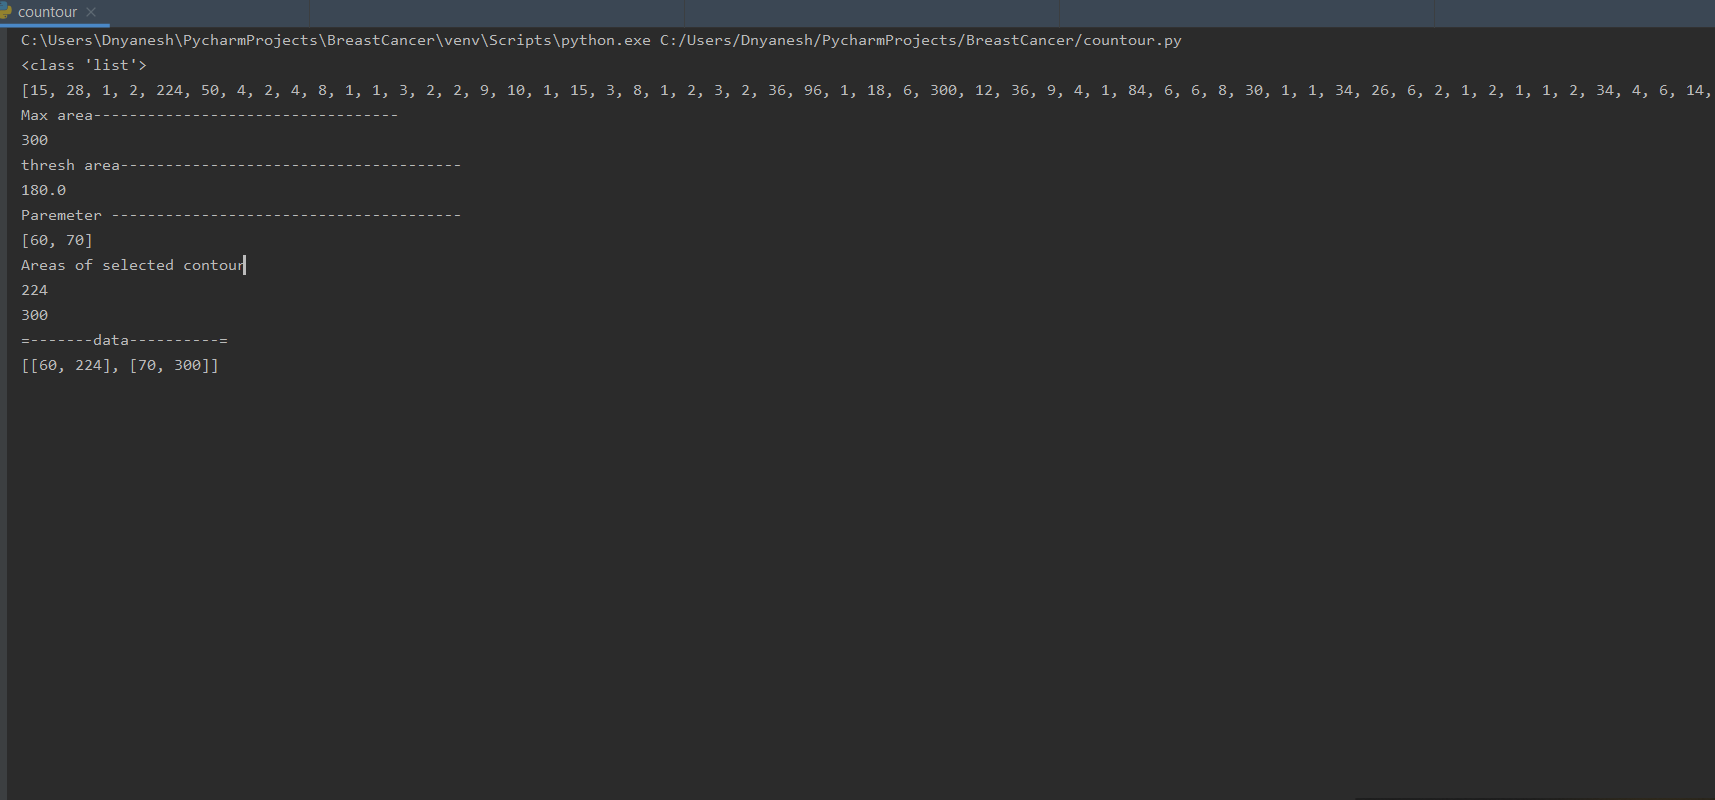 countour
C:\Users\Dnyanesh\PycharmProjects\BreastCancer\venv\Scripts\python.exe C:/Users/Dnyanesh/PycharmProjects/BreastCancer/countour.py
<class 'list'>
[15, 28, 1, 2, 224, 50, 4, 2, 4, 8, 1, 1, 3, 2, 2, 9, 10, 1, 15, 3, 8, 1, 2, 3, 2, 36, 96, 1, 18, 6, 300, 12, 36, 9, 4, 1, 84, 6, 6, 8, 30, 1, 1, 34, 26, 6, 2, 1, 2, 1, 1, 2, 34, 4, 6, 14,
Max area----------------------------------
300
thresh area--------------------------------------
180.0
Paremeter ---------------------------------------
[60, 70]
Areas of selected contour
224
300
=-------data----------=
[[60, 224], [70, 300]]